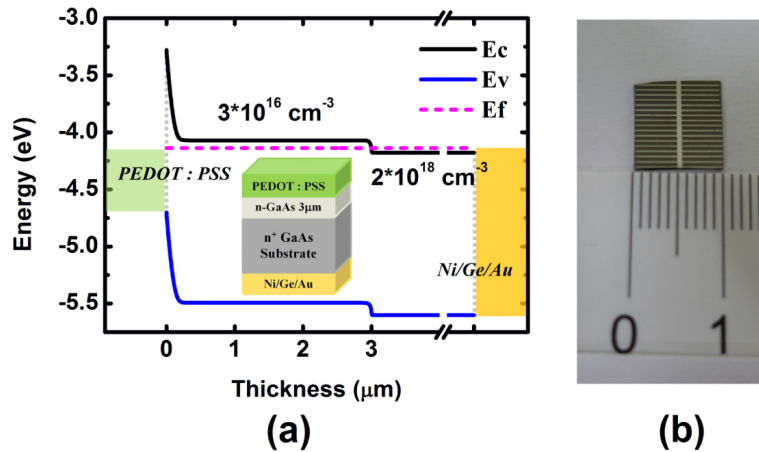 -3.0
-3.5
-4.0
-4.5
-5.0
-5.5
Energy (eV)
Ec
Ev
Ef
3*10^16 cm^-3
2*10^18 cm^-3
PEDOT : PSS
PEDOT : PSS
n-GaAs 3μm
n^+ GaAs
Substrate
Ni/Ge/Au
Ni/Ge/Au
0 1 2 3
Thickness (μm)
(a)
0 1
(b)